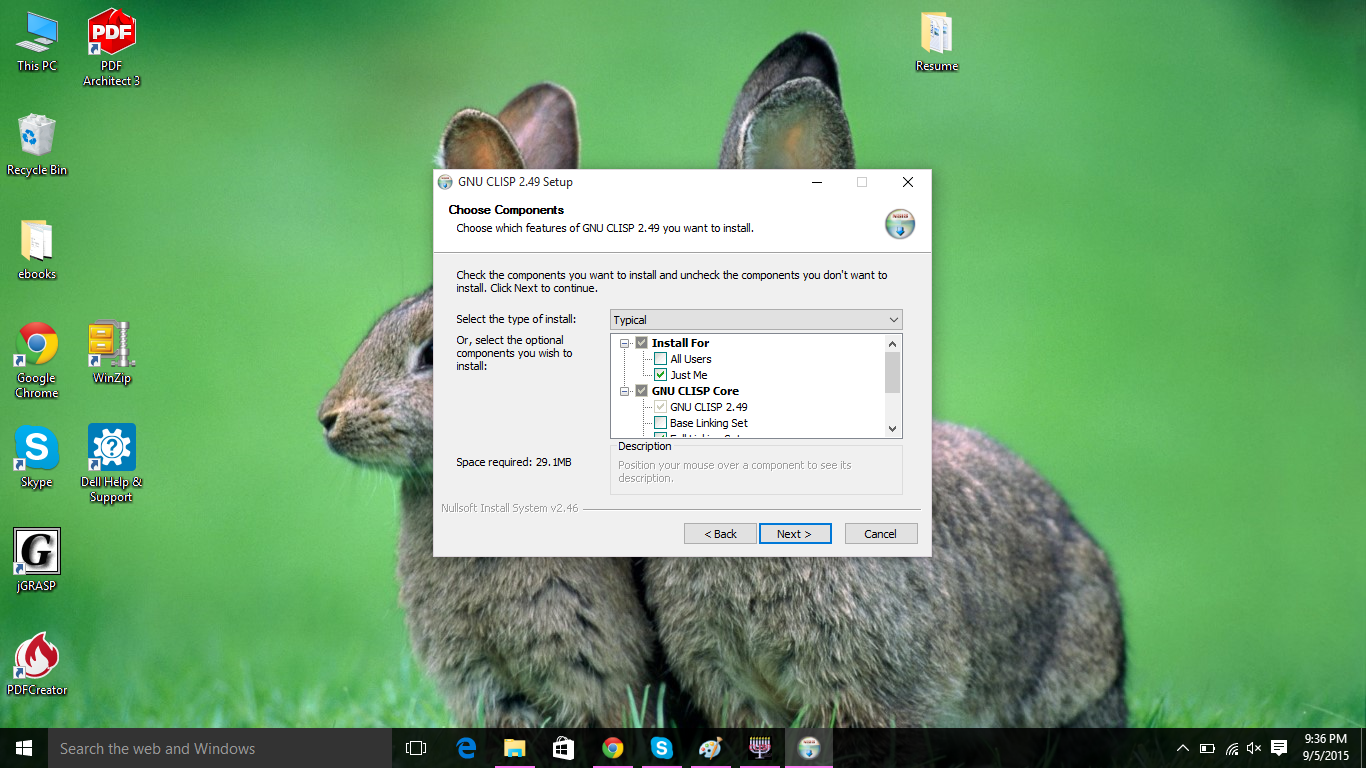 This PC
PDF
PDF
Architect 3
Resume
Recycle Bin
ebooks
Google
Chrome
WinZip
S
Skype
Dell Help &
Support
G
jGRASP
PDFCreator
GNU CLISP 2.49 Setup
Choose Components
Choose which features of GNU CLISP 2.49 you want to install.
Check the components you want to install and uncheck the components you don't want to
install. Click Next to continue.
Select the type of install:
Typical
Or, select the optional
components you wish to
install:
Install For
All Users
Just Me
GNU CLISP Core
GNU CLISP 2.49
Base Linking Set
Full Linking Set
Space required: 29.1MB
Description
Position your mouse over a component to see its
description.
Nullsoft Install System v2.46
< Back
Next >
Cancel
Search the web and Windows
9:36 PM
9/5/2015